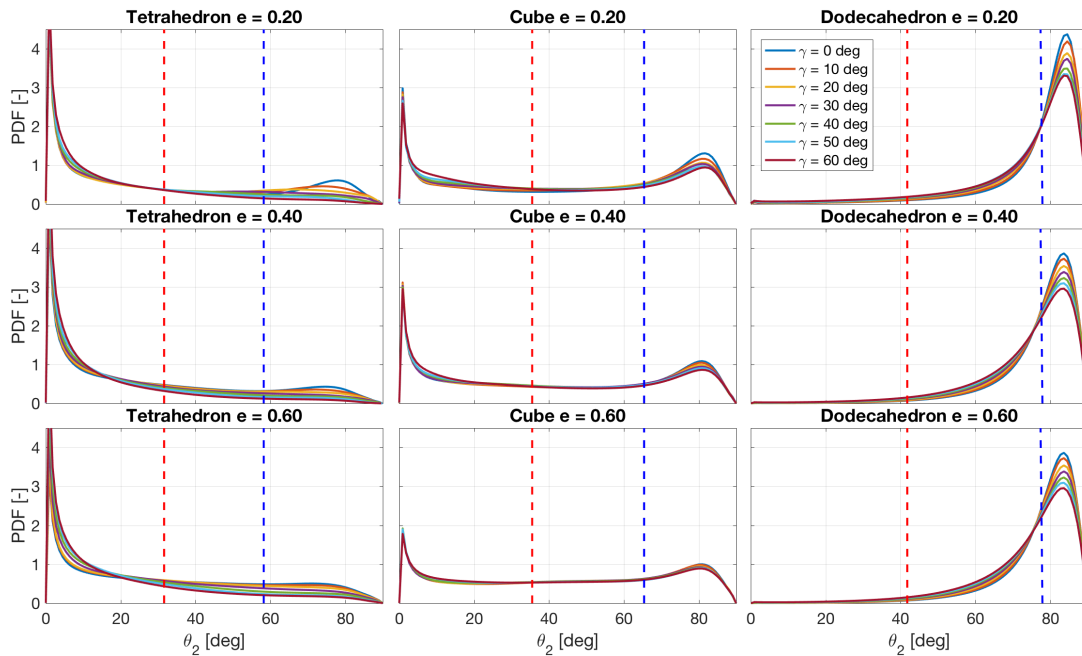 Tetrahedron e = 0.20
Cube e = 0.20
Dodecahedron e = 0.20
4
3
2
1
0
PDF [-]
γ = 0 deg
γ = 10 deg
γ = 20 deg
γ = 30 deg
γ = 40 deg
γ = 50 deg
γ = 60 deg
Tetrahedron e = 0.40
Cube e = 0.40
Dodecahedron e = 0.40
4
3
2
1
0
PDF [-]
Tetrahedron e = 0.60
Cube e = 0.60
Dodecahedron e = 0.60
4
3
2
1
0
PDF [-]
0 20 40 60 80
0 20 40 60 80
0 20 40 60 80
θ₂ [deg]
θ₂ [deg]
θ₂ [deg]